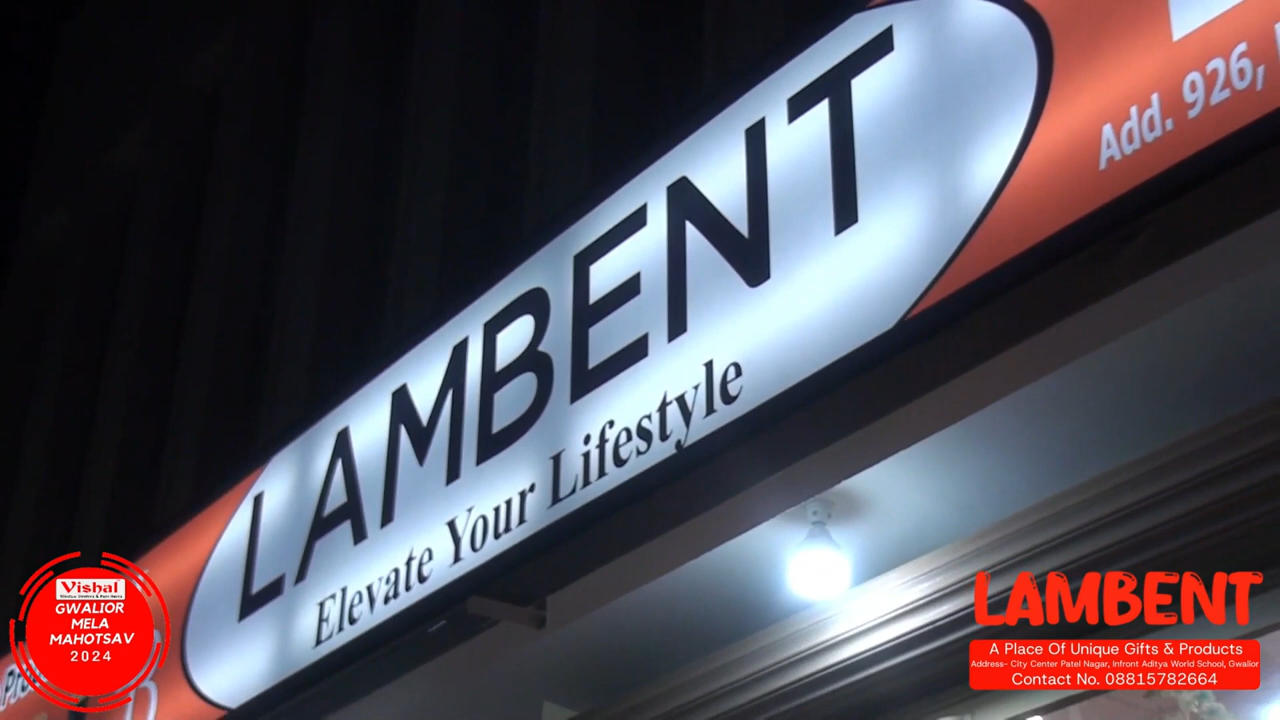 LAMBENT
Elevate Your Lifestyle
Add. 926,
Vishal
GWALIOR
MELA
MAHOTSAV
2024
LAMBENT
A Place Of Unique Gifts & Products
Address- City Center Patel Nagar, Infront Aditya World School, Gwalior
Contact No. 08815782664